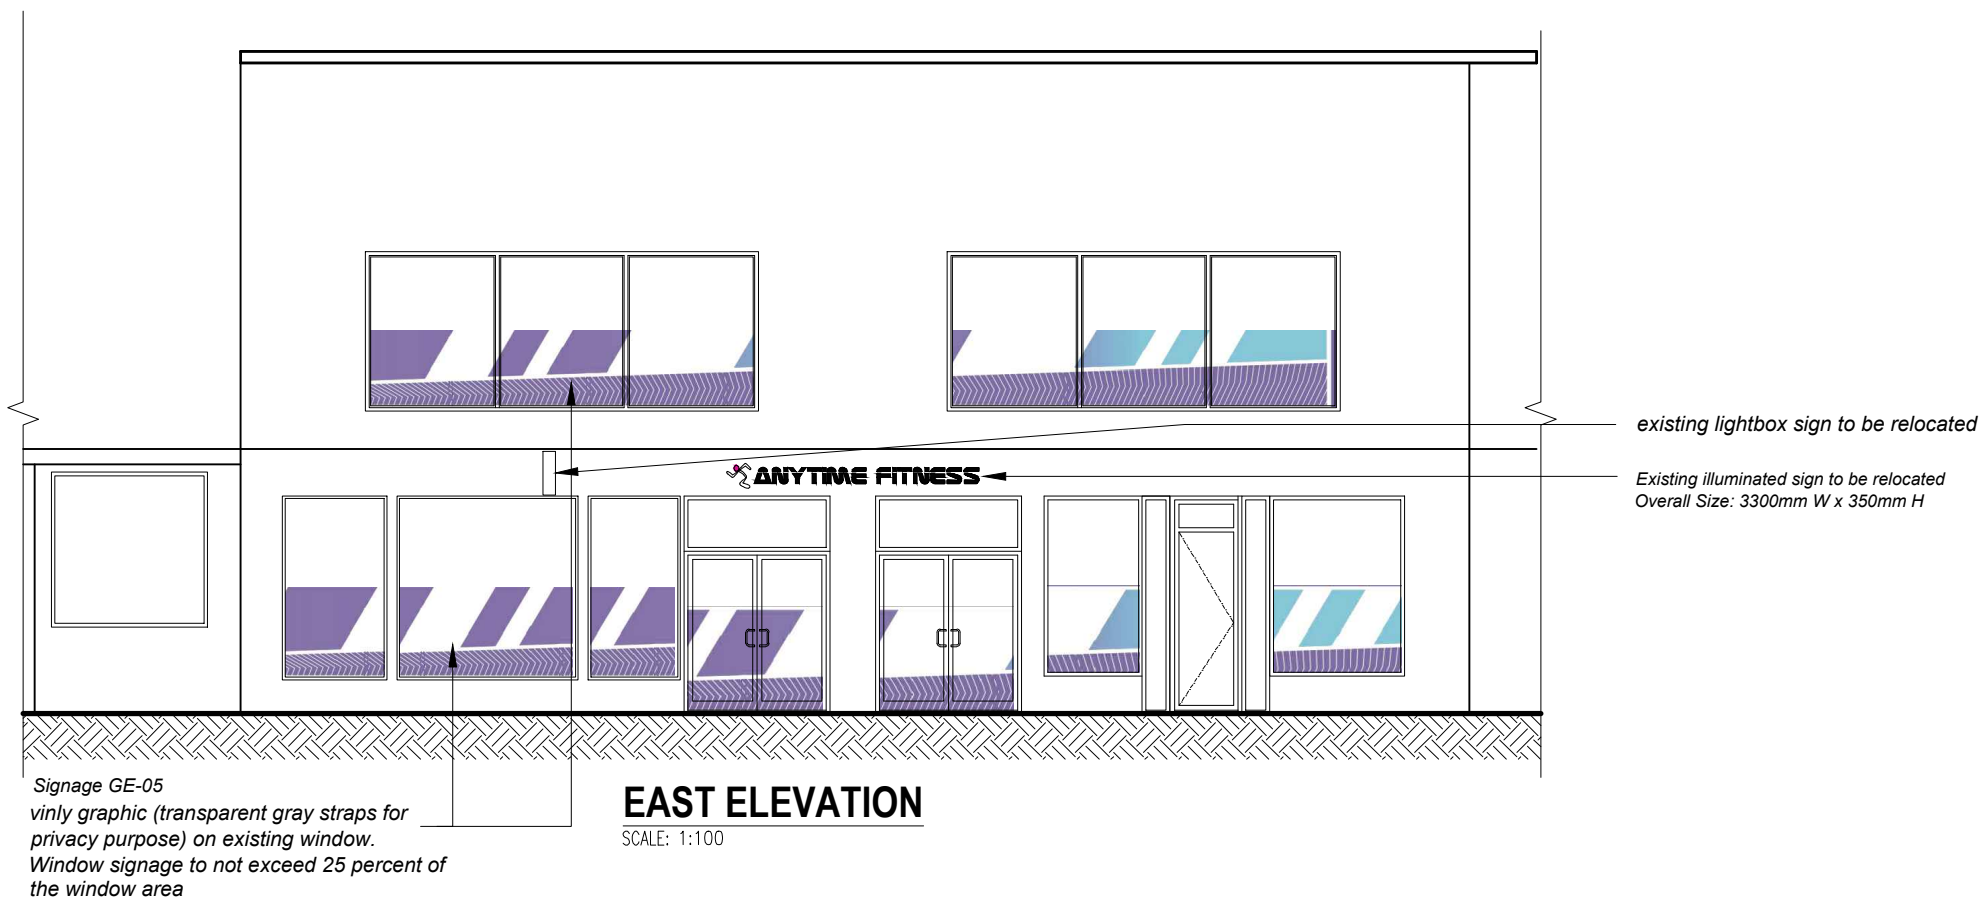 existing lightbox sign to be relocated
ANYTIME FITNESS
Existing illuminated sign to be relocated
Overall Size: 3300mm W x 350mm H
Signage GE-05
vinly graphic (transparent gray straps for
privacy purpose) on existing window.
Window signage to not exceed 25 percent of
the window area
EAST ELEVATION
SCALE: 1:100